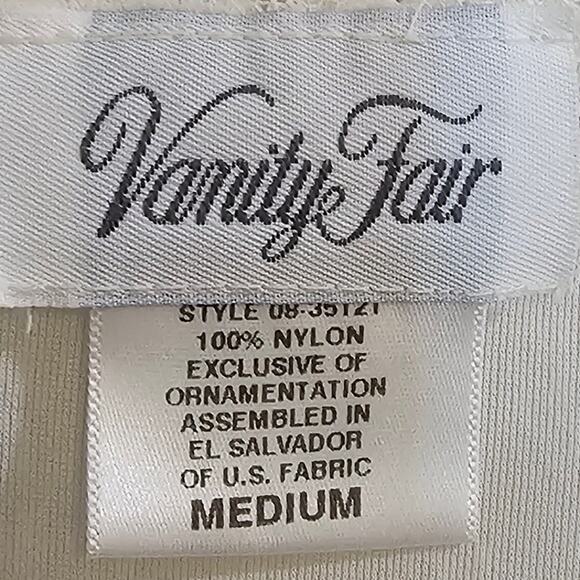 Vanity Fair
STYLE 08-35121
100% NYLON
EXCLUSIVE OF
ORNAMENTATION
ASSEMBLED IN
EL SALVADOR
OF U.S. FABRIC
MEDIUM